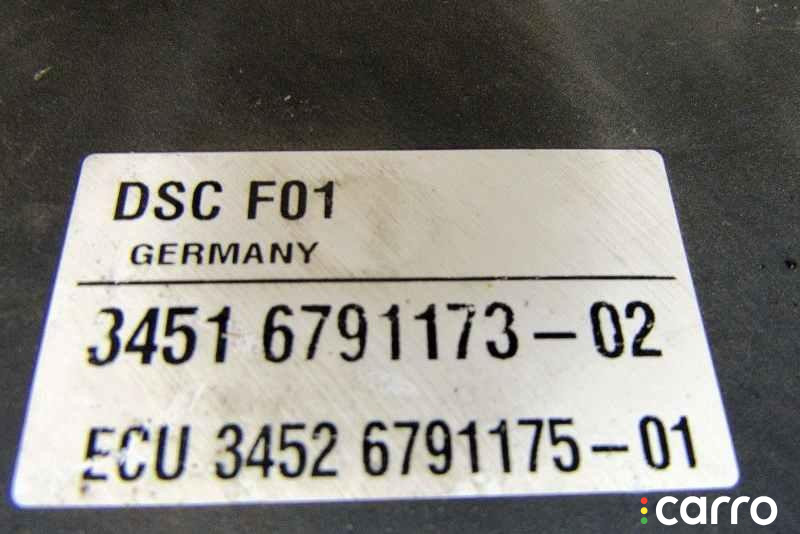 DSC F01
GERMANY
3451 6791173-02
ECU 3452 6791175-01
carro